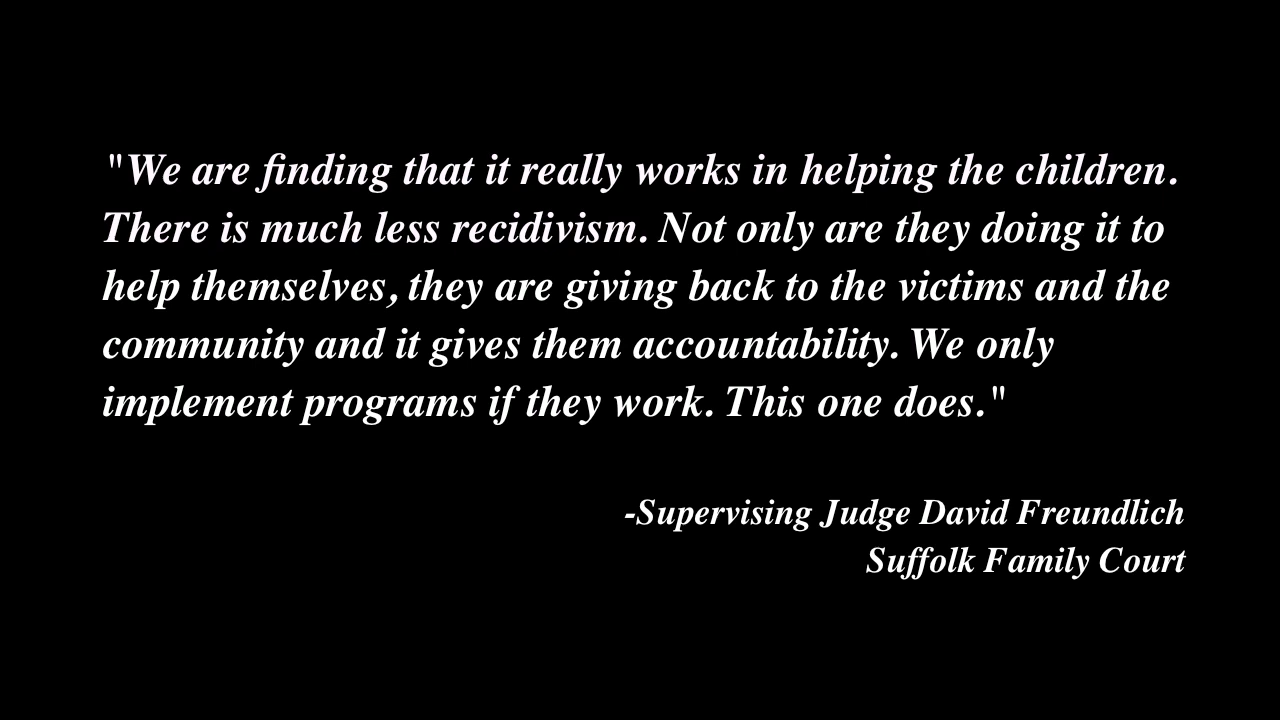 "We are finding that it really works in helping the children.
There is much less recidivism. Not only are they doing it to
help themselves, they are giving back to the victims and the
community and it gives them accountability. We only
implement programs if they work. This one does."
-Supervising Judge David Freundlich
Suffolk Family Court